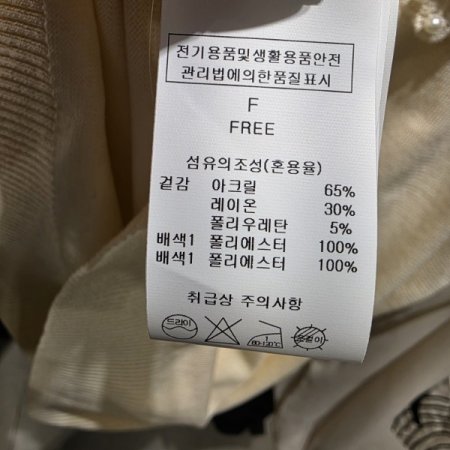 전기용품및생활용품안전
관리법에의한품질표시
F
FREE
섬유의조성(혼용율)
겉감 아크릴 65%
레이온 30%
폴리우레탄 5%
배색1 폴리에스터 100%
배색1 폴리에스터 100%
취급상 주의사항
드라이 1 80-120℃ 옷걸이